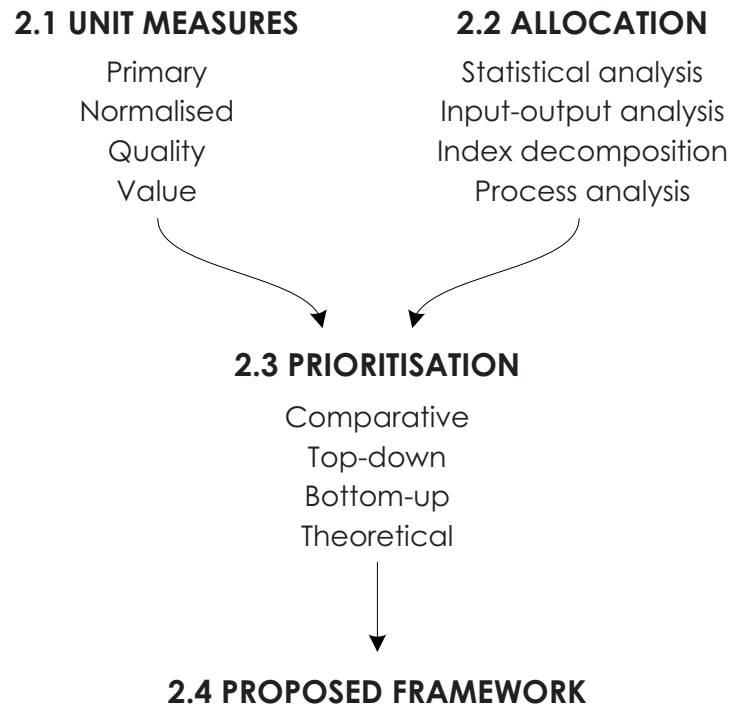 2.1 UNIT MEASURES
Primary
Normalised
Quality
Value
2.2 ALLOCATION
Statistical analysis
Input-output analysis
Index decomposition
Process analysis
2.3 PRIORITISATION
Comparative
Top-down
Bottom-up
Theoretical
2.4 PROPOSED FRAMEWORK